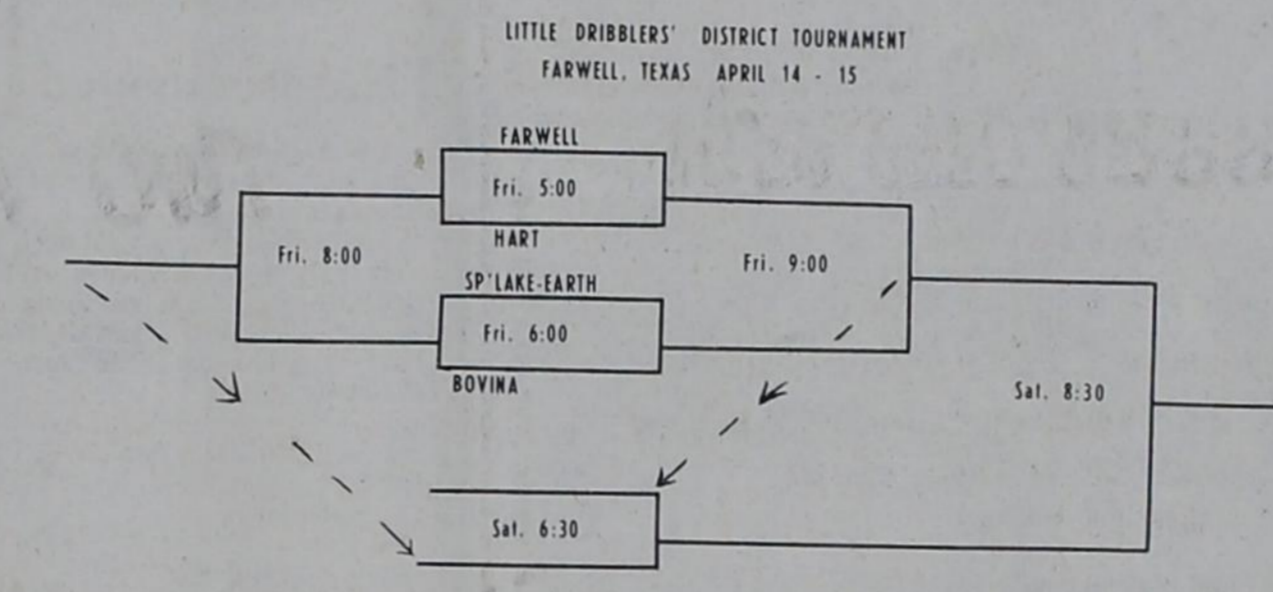 LITTLE DRIBBLERS' DISTRICT TOURNAMENT
FARWELL, TEXAS APRIL 14 - 15
FARWELL
Fri. 5:00
HART
Fri. 8:00
Fri. 9:00
SP'LAKE-EARTH
Fri. 6:00
BOVINA
Sat. 8:30
Sat. 6:30